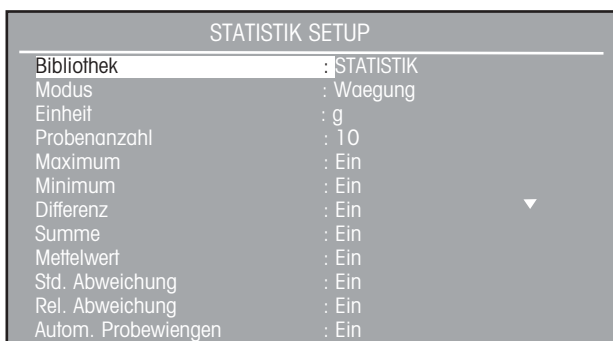 STATISTIK SETUP
Bibliothek : STATISTIK
Modus : Waegung
Einheit : g
Probenanzahl : 10
Maximum : Ein
Minimum : Ein
Differenz : Ein
Summe : Ein
Mettelwert : Ein
Std. Abweichung : Ein
Rel. Abweichung : Ein
Autom. Probewiengen : Ein